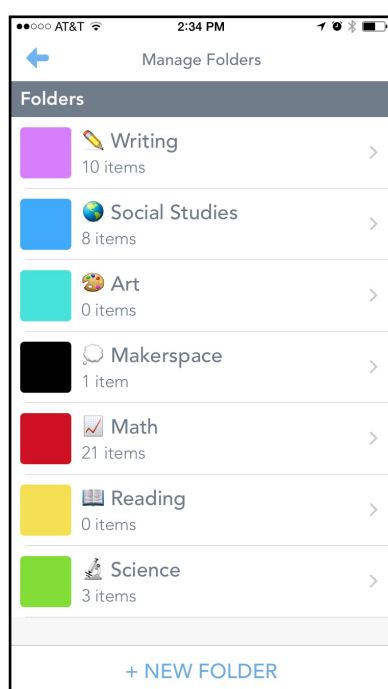 AT&T 2:34 PM
Manage Folders
Folders
Writing
10 items
Social Studies
8 items
Art
0 items
Makerspace
1 item
Math
21 items
Reading
0 items
Science
3 items
+ NEW FOLDER